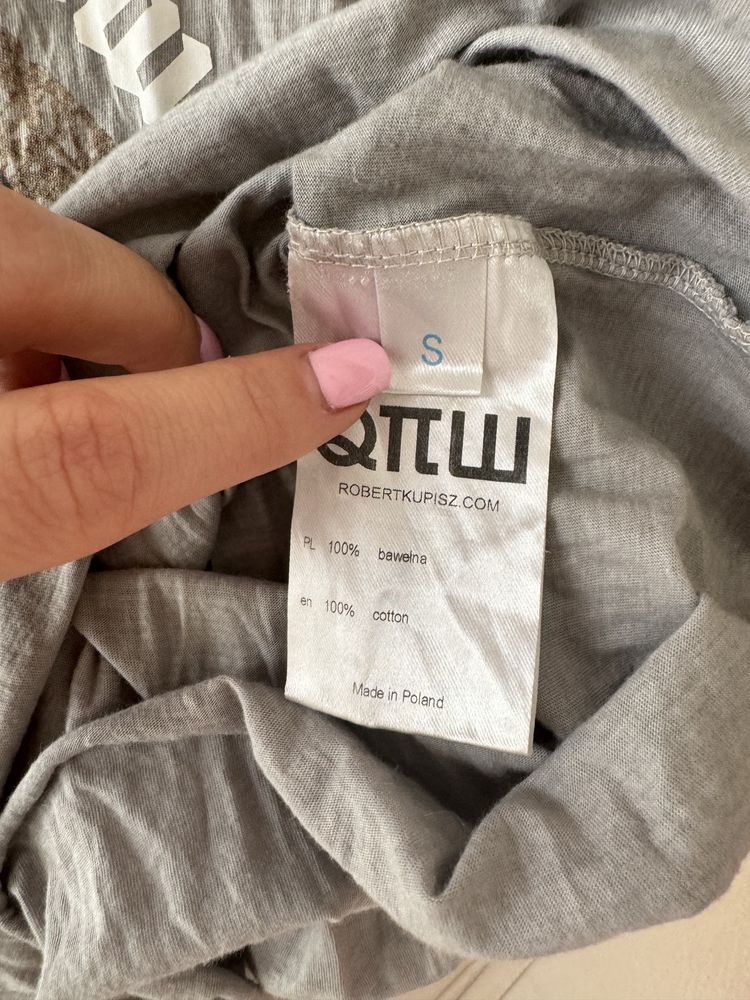 S
QΠШ
ROBERTKUPISZ.COM
PL 100% bawełna
en 100% cotton
Made in Poland